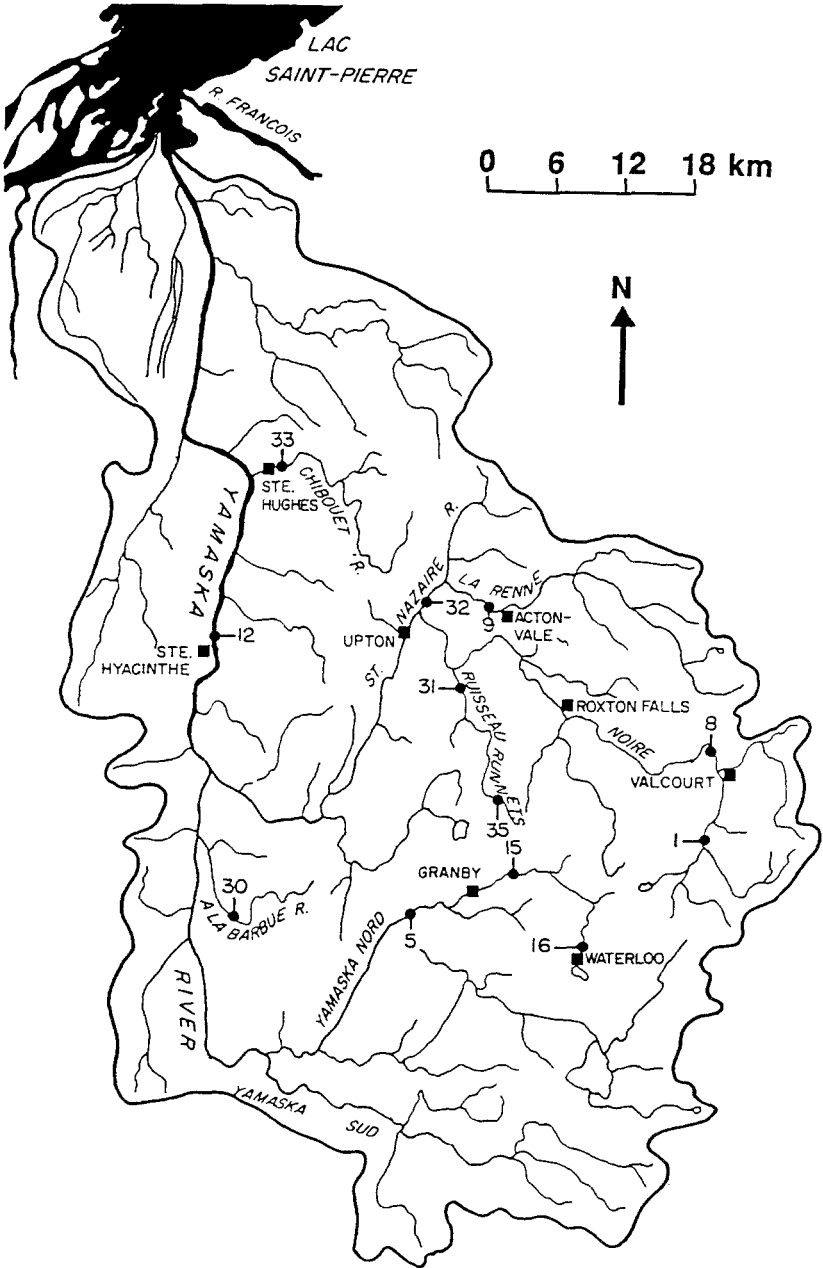 LAC
SAINT-PIERRE
R. FRANCOIS
0 6 12 18 km
N
33
STE.
HUGHES
CHIBOUET R.
YAMASKA
R.
LA RENNE
NAZAIRE
32
9
ACTON-
VALE
12
UPTON
STE.
HYACINTHE
ST.
31
RUISSEAU RUNNETS
ROXTON FALLS
NOIRE
8
VALCOURT
35
1
15
GRANBY
30
A LA BARBUE R.
5
YAMASKA NORD
16
WATERLOO
RIVER
YAMASKA
SUD